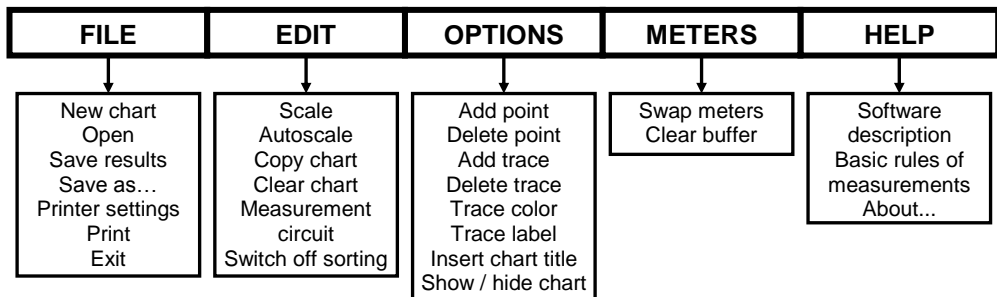 FILE
EDIT
OPTIONS
METERS
HELP
New chart
Open
Save results
Save as…
Printer settings
Print
Exit
Scale
Autoscale
Copy chart
Clear chart
Measurement
circuit
Switch off sorting
Add point
Delete point
Add trace
Delete trace
Trace color
Trace label
Insert chart title
Show / hide chart
Swap meters
Clear buffer
Software
description
Basic rules of
measurements
About...